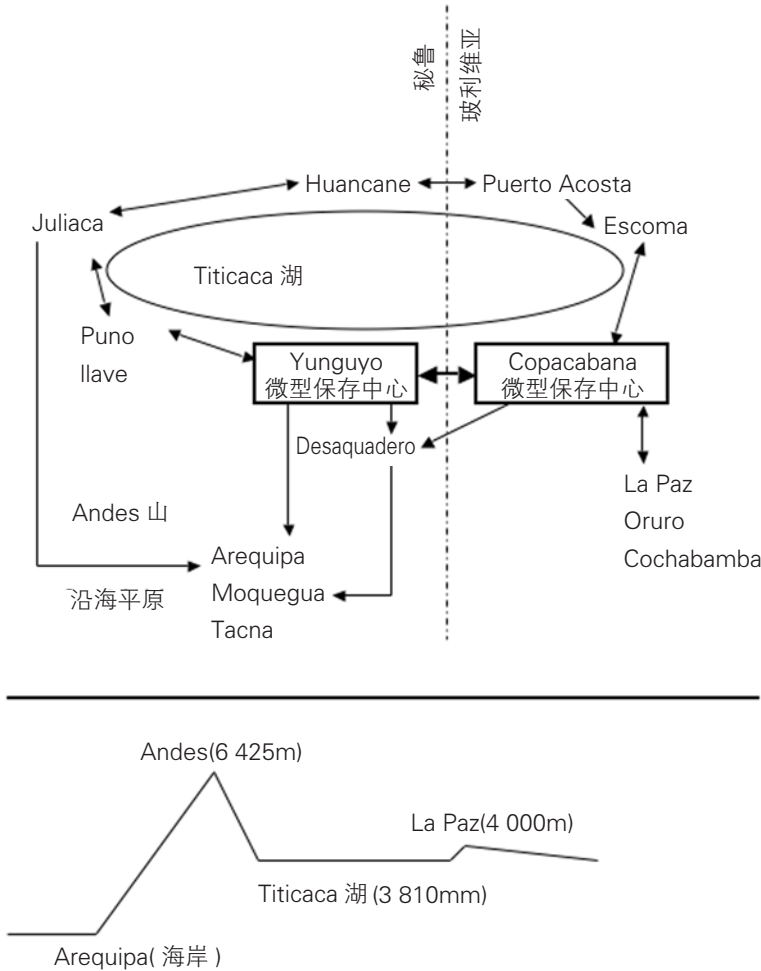 秘鲁
玻利维亚
Huancane
Puerto Acosta
Juliaca
Escoma
Titicaca 湖
Puno
llave
Yunguyo
微型保存中心
Copacabana
微型保存中心
Desaquadero
La Paz
Oruro
Cochabamba
Andes 山
Arequipa
Moquegua
Tacna
沿海平原
Andes(6 425m)
La Paz(4 000m)
Titicaca 湖 (3 810mm)
Arequipa( 海岸 )